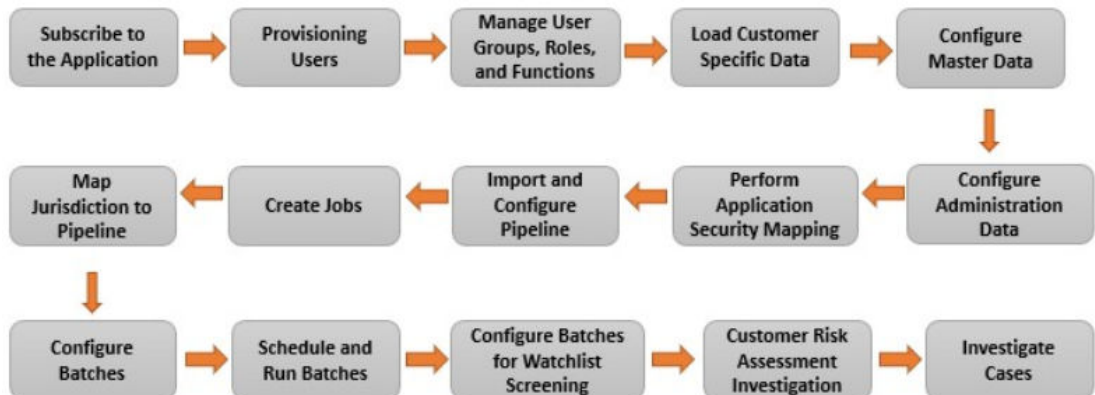 Subscribe to
the Application
Provisioning
Users
Manage User
Groups, Roles,
and Functions
Load Customer
Specific Data
Configure
Master Data
Configure
Administration
Data
Perform
Application
Security Mapping
Import and
Configure
Pipeline
Create Jobs
Map
Jurisdiction to
Pipeline
Configure
Batches
Schedule and
Run Batches
Configure Batches
for Watchlist
Screening
Customer Risk
Assessment
Investigation
Investigate
Cases